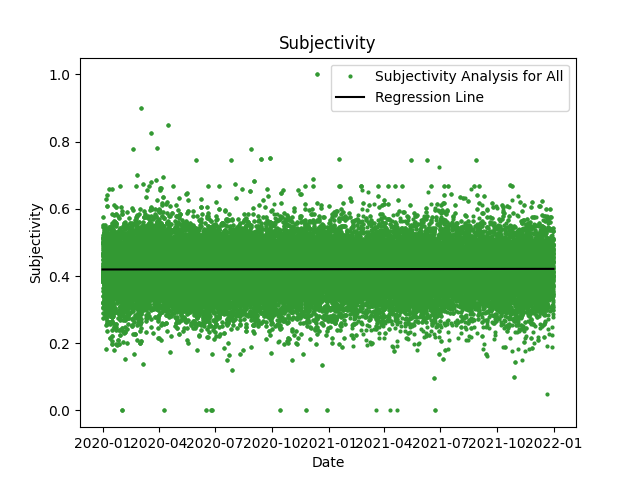 Subjectivity
Subjectivity Analysis for All
Regression Line
1.0
0.8
0.6
0.4
0.2
0.0
Subjectivity
2020-01 2020-04 2020-07 2020-10 2021-01 2021-04 2021-07 2021-10 2022-01
Date